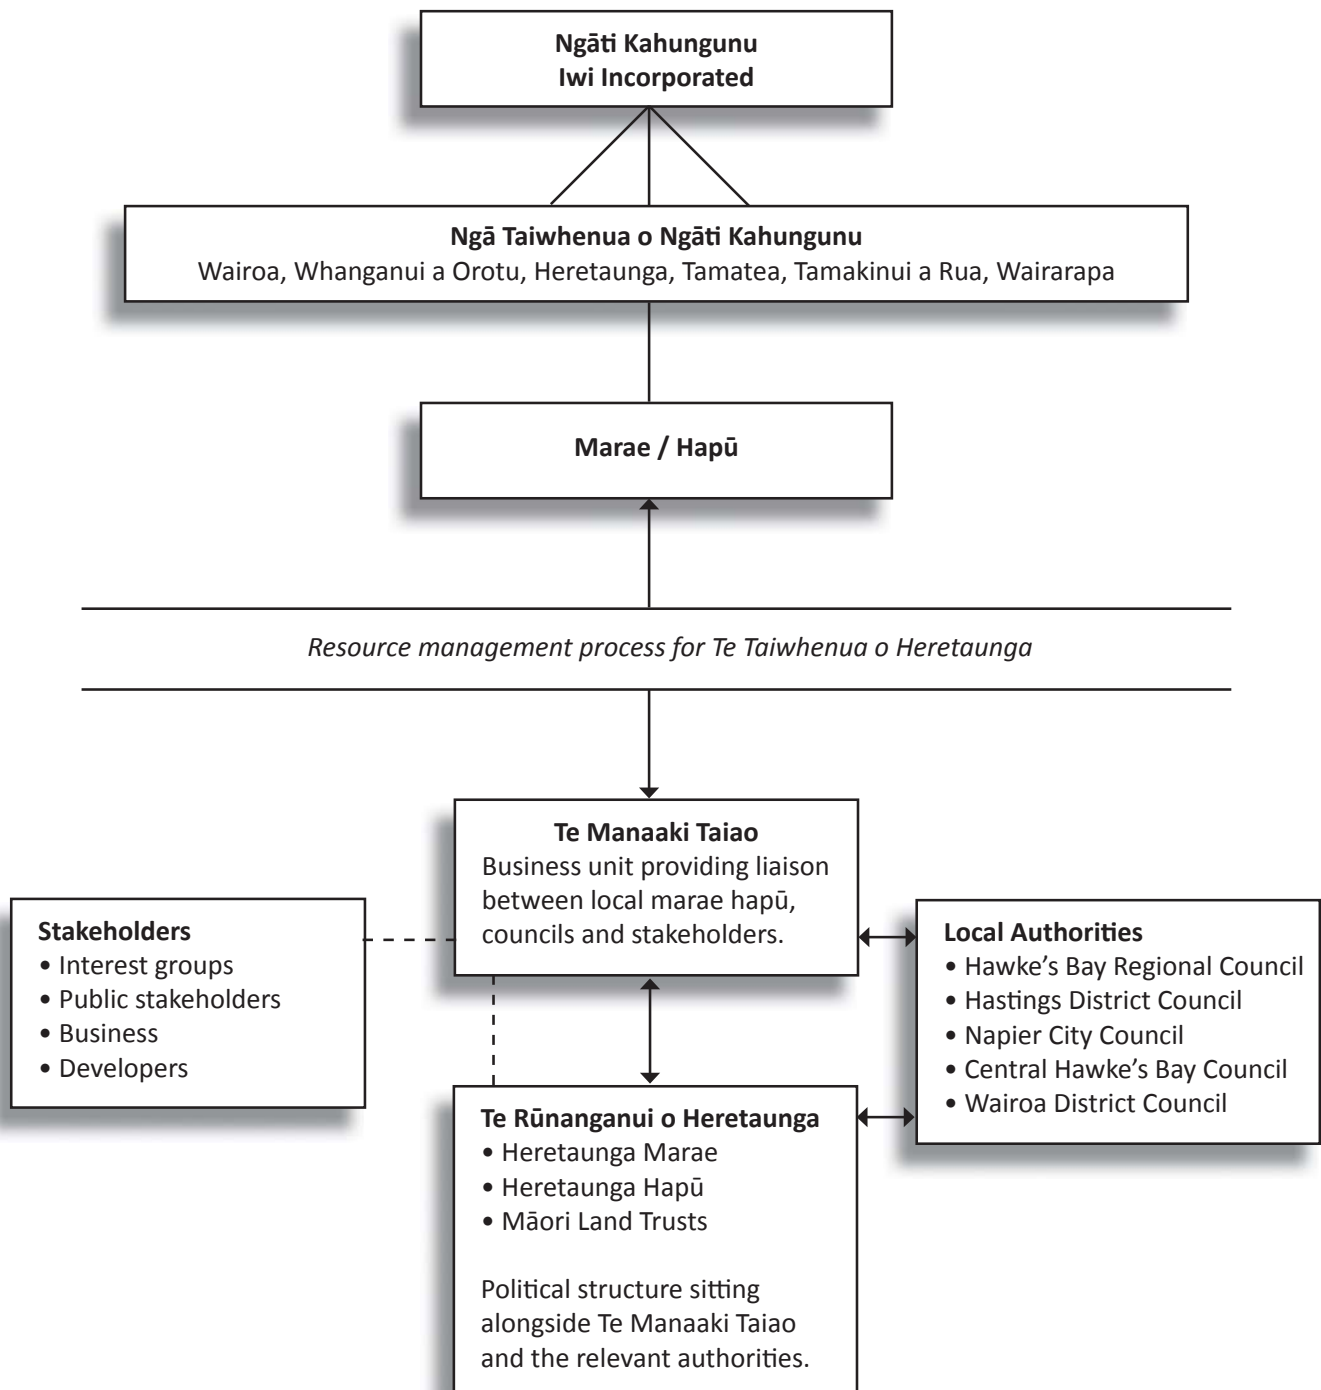 Ngāti Kahungunu
Iwi Incorporated
Ngā Taiwhenua o Ngāti Kahungunu
Wairoa, Whanganui a Orotu, Heretaunga, Tamatea, Tamakinui a Rua, Wairarapa
Marae / Hapū
Resource management process for Te Taiwhenua o Heretaunga
Te Manaaki Taiao
Business unit providing liaison
between local marae hapū,
councils and stakeholders.
Stakeholders
• Interest groups
• Public stakeholders
• Business
• Developers
Local Authorities
• Hawke's Bay Regional Council
• Hastings District Council
• Napier City Council
• Central Hawke's Bay Council
• Wairoa District Council
Te Rūnanganui o Heretaunga
• Heretaunga Marae
• Heretaunga Hapū
• Māori Land Trusts
Political structure sitting
alongside Te Manaaki Taiao
and the relevant authorities.